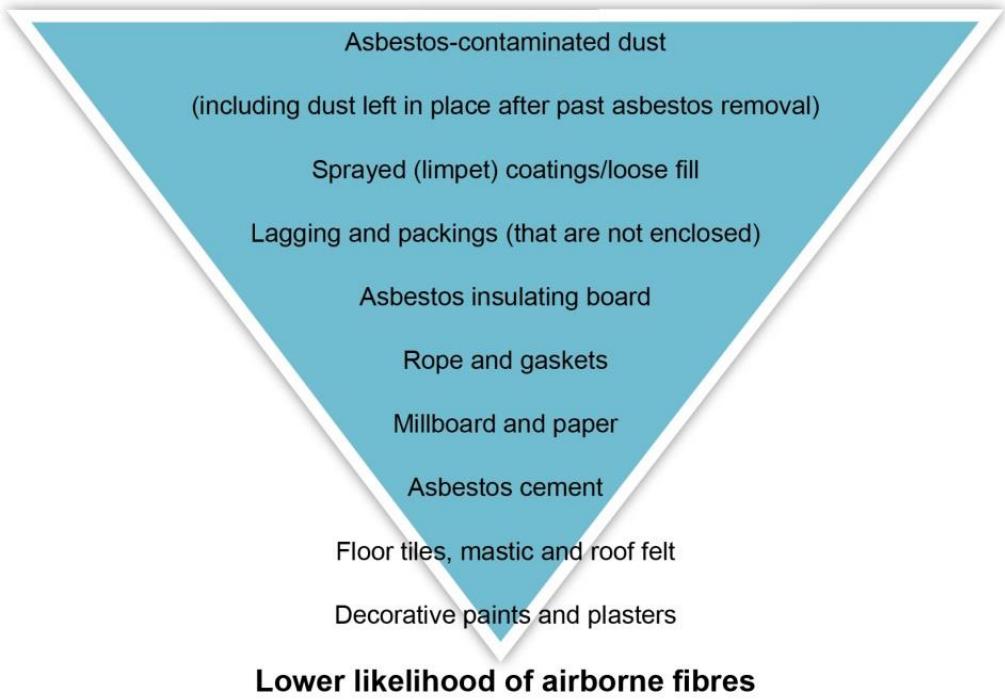 Asbestos-contaminated dust
(including dust left in place after past asbestos removal)
Sprayed (limpet) coatings/loose fill
Lagging and packings (that are not enclosed)
Asbestos insulating board
Rope and gaskets
Millboard and paper
Asbestos cement
Floor tiles, mastic and roof felt
Decorative paints and plasters
Lower likelihood of airborne fibres